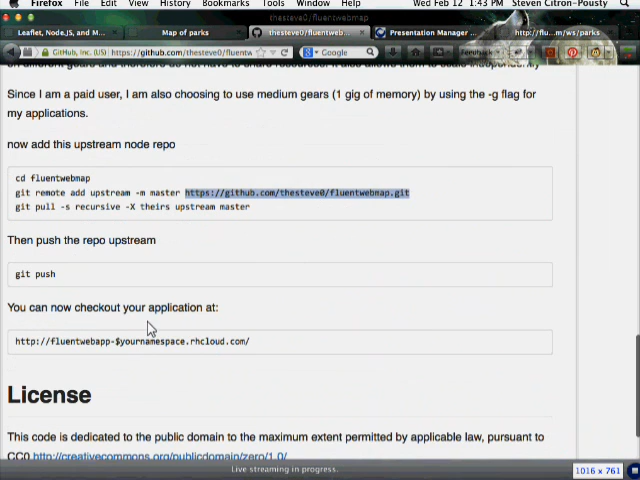 Firefox File Edit View History Bookmarks Tools Window Help Wed Feb 12 1:43 PM Steven Citron-Pousty
thesteve0/fluentwebmap
Leaflet, Node.JS, and M... Map of parks thesteve0/fluentweb... Presentation Manager ... http://flu...m/ws/parks
GitHub, Inc. (US) https://github.com/thesteve0/fluentw Google Feedback
Since I am a paid user, I am also choosing to use medium gears (1 gig of memory) by using the -g flag for
my applications.
now add this upstream node repo
cd fluentwebmap
git remote add upstream -m master https://github.com/thesteve0/fluentwebmap.git
git pull -s recursive -X theirs upstream master
Then push the repo upstream
git push
You can now checkout your application at:
http://fluentwebapp-$yournamespace.rhcloud.com/
License
This code is dedicated to the public domain to the maximum extent permitted by applicable law, pursuant to
CC0 http://creativecommons.org/publicdomain/zero/1.0/
Live streaming in progress.
1016 x 761